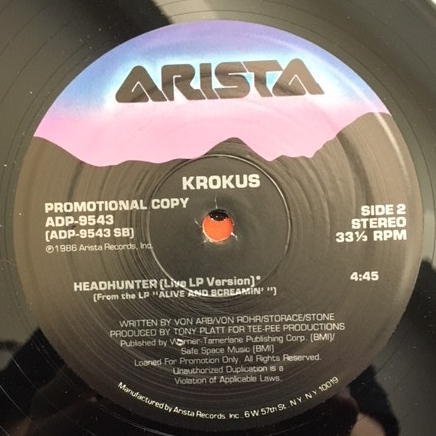 ARISTA
KROKUS
PROMOTIONAL COPY
ADP-9543
(ADP-9543 SB)
℗1986 Arista Records, Inc.
SIDE 2
STEREO
33⅓ RPM
HEADHUNTER (Live LP Version)* 4:45
(From the LP "ALIVE AND SCREAMIN' ")
WRITTEN BY VON ARB/VON ROHR/STORACE/STONE
PRODUCED BY TONY PLATT FOR TEE-PEE PRODUCTIONS
Published by Warner-Tamerlane Publishing Corp. (BMI)/
Safe Space Music (BMI)
Loaned For Promotion Only. All Rights Reserved.
Unauthorized Duplication is a
Violation of Applicable Laws.
Manufactured by Arista Records. Inc., 6 W 57th St., N.Y. N.Y. 10019